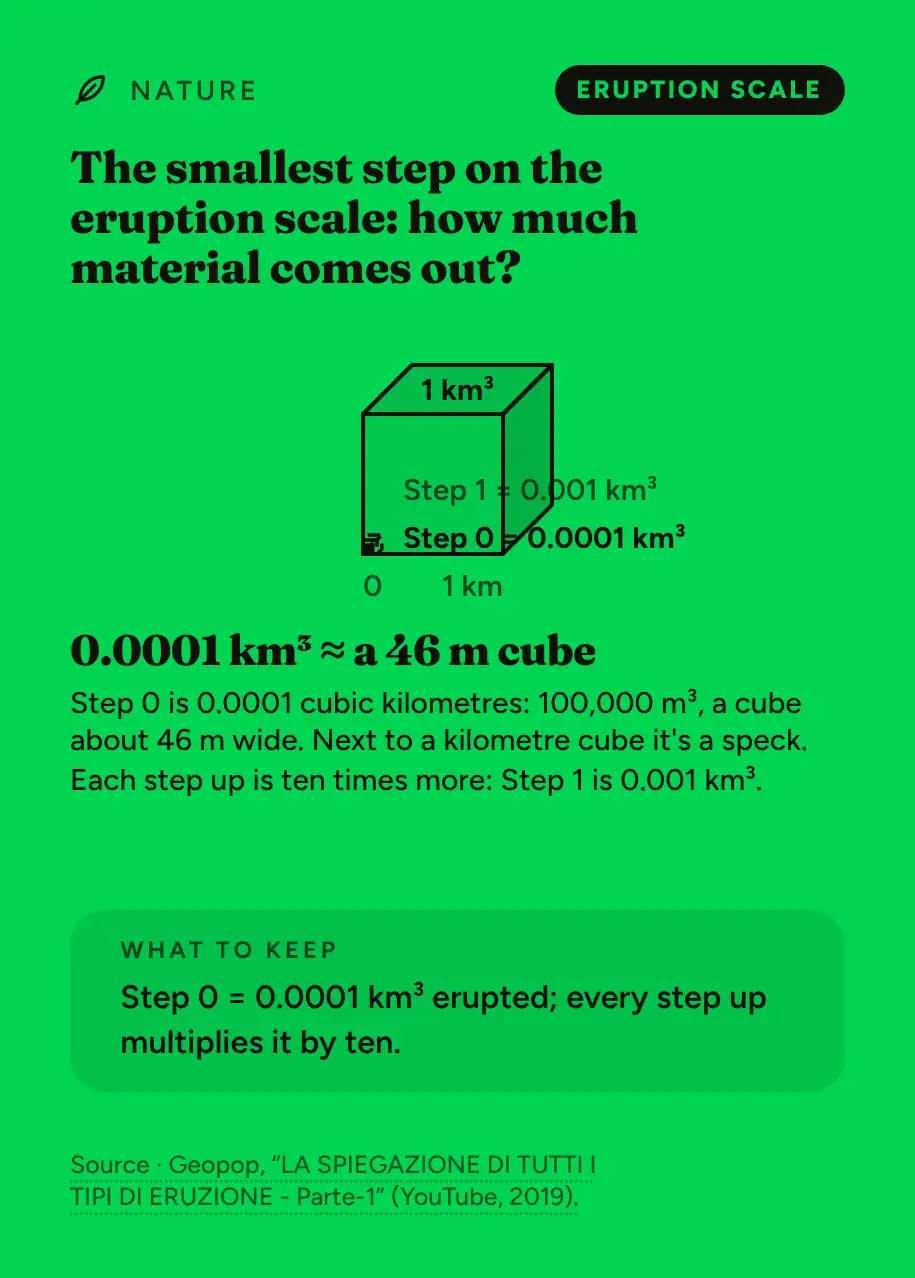 NATURE
ERUPTION SCALE
The smallest step on the
eruption scale: how much
material comes out?
1 km³
Step 1 = 0.001 km³
Step 0 = 0.0001 km³
0 1 km
0.0001 km³ ≈ a 46 m cube
Step 0 is 0.0001 cubic kilometres: 100,000 m³, a cube
about 46 m wide. Next to a kilometre cube it's a speck.
Each step up is ten times more: Step 1 is 0.001 km³.
WHAT TO KEEP
Step 0 = 0.0001 km³ erupted; every step up
multiplies it by ten.
Source · Geopop, “LA SPIEGAZIONE DI TUTTI I
TIPI DI ERUZIONE - Parte-1” (YouTube, 2019).